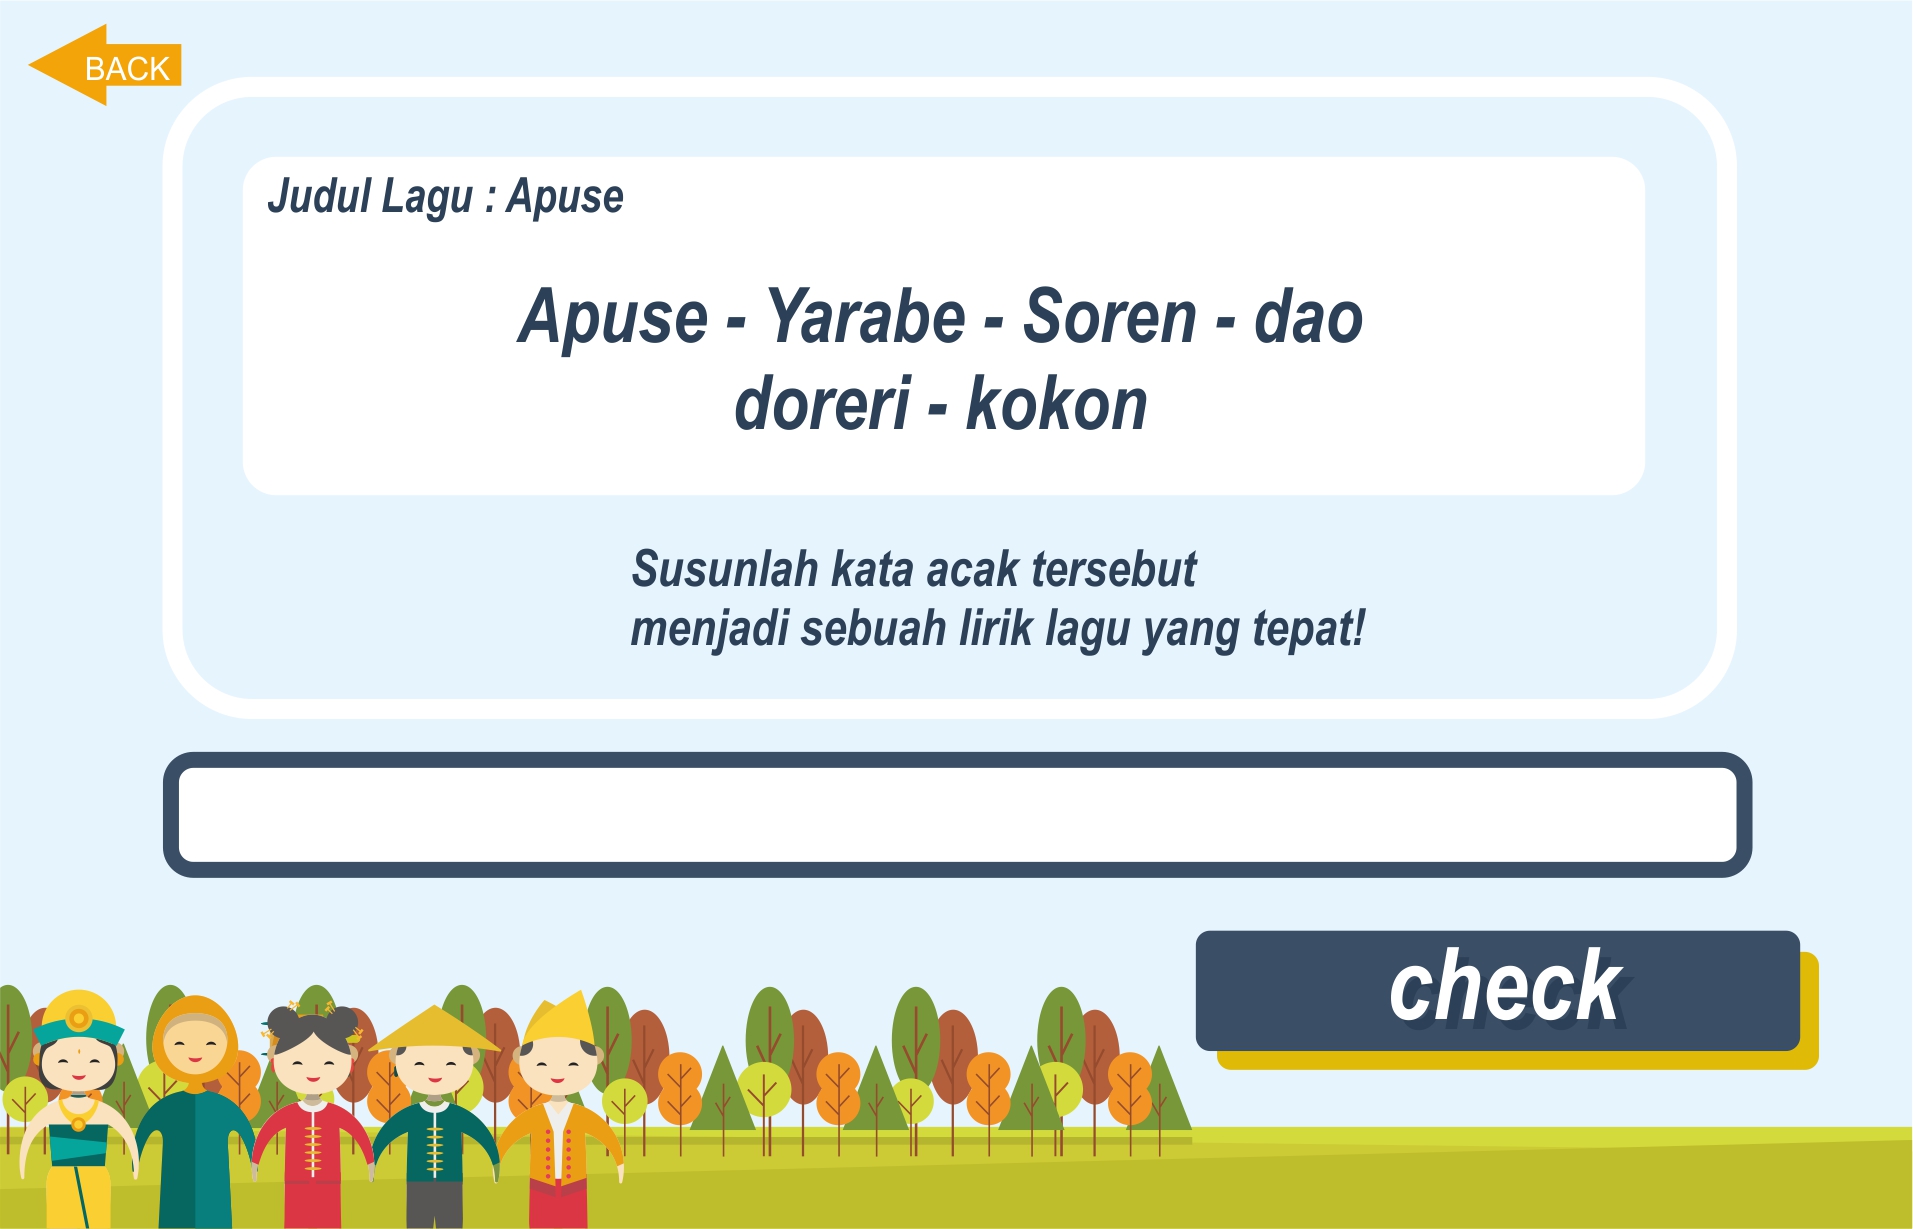 BACK
Judul Lagu : Apuse
Apuse - Yarabe - Soren - dao
doreri - kokon
Susunlah kata acak tersebut
menjadi sebuah lirik lagu yang tepat!
check